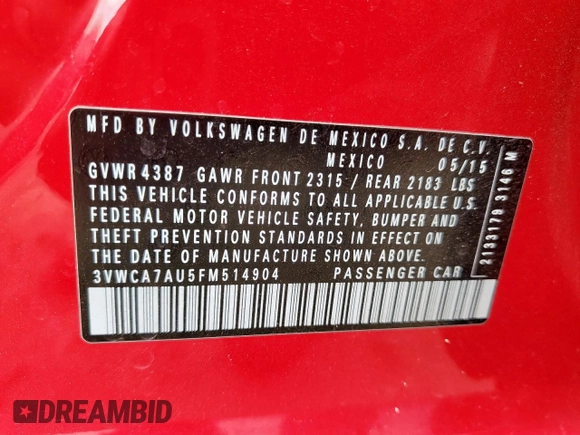 MFD BY VOLKSWAGEN DE MEXICO S.A. DE C.V.
MEXICO 05/15
GVWR 4387 GAWR FRONT 2315 / REAR 2183 LBS
THIS VEHICLE CONFORMS TO ALL APPLICABLE U.S.
FEDERAL MOTOR VEHICLE SAFETY, BUMPER AND
THEFT PREVENTION STANDARDS IN EFFECT ON
THE DATE OF MANUFACTURE SHOWN ABOVE.
3VWCA7AU5FM514904 PASSENGER CAR
2133179 3146 M
DREAMBID